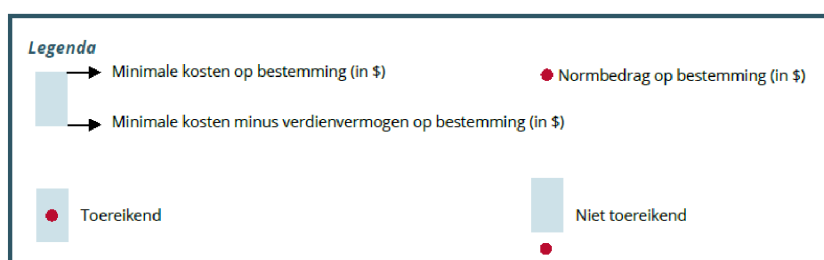 Legenda
Minimale kosten op bestemming (in $)
Normbedrag op bestemming (in $)
Minimale kosten minus verdienvermogen op bestemming (in $)
Toereikend
Niet toereikend